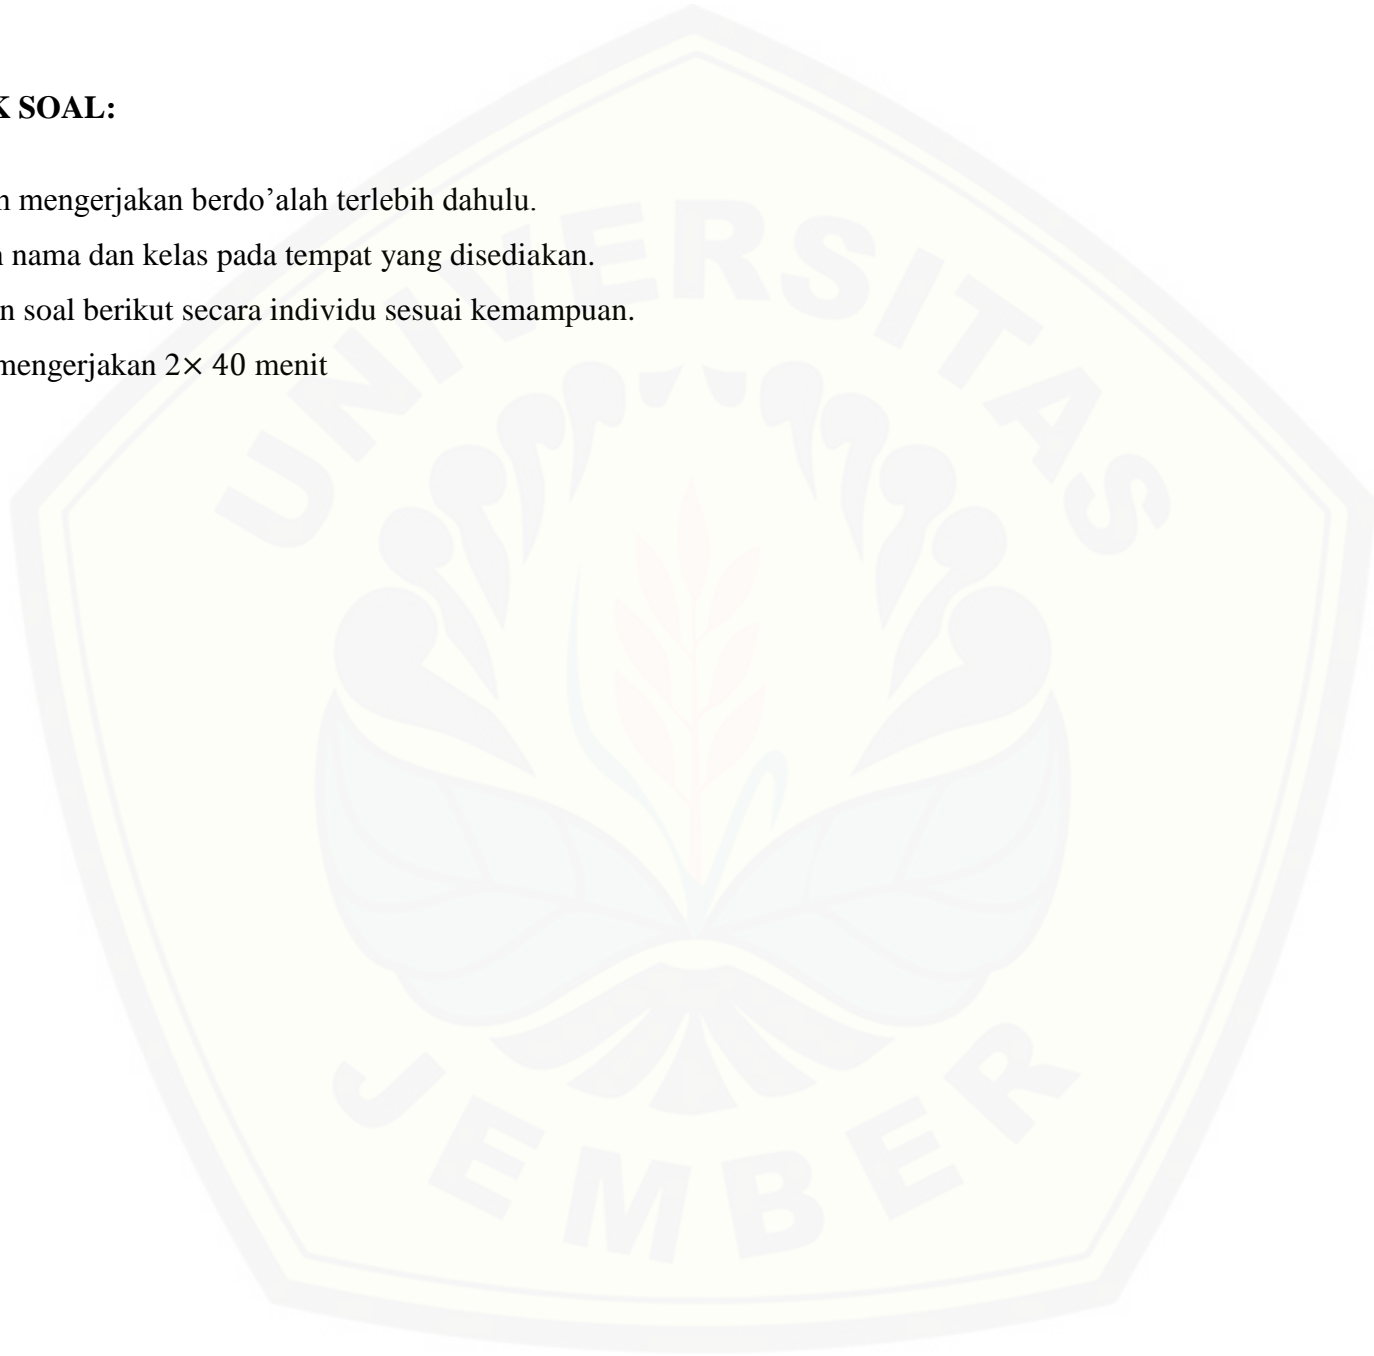 K SOAL:
n mengerjakan berdo’alah terlebih dahulu.
n nama dan kelas pada tempat yang disediakan.
n soal berikut secara individu sesuai kemampuan.
mengerjakan 2× 40 menit
UNIVERSITAS
JEMBER